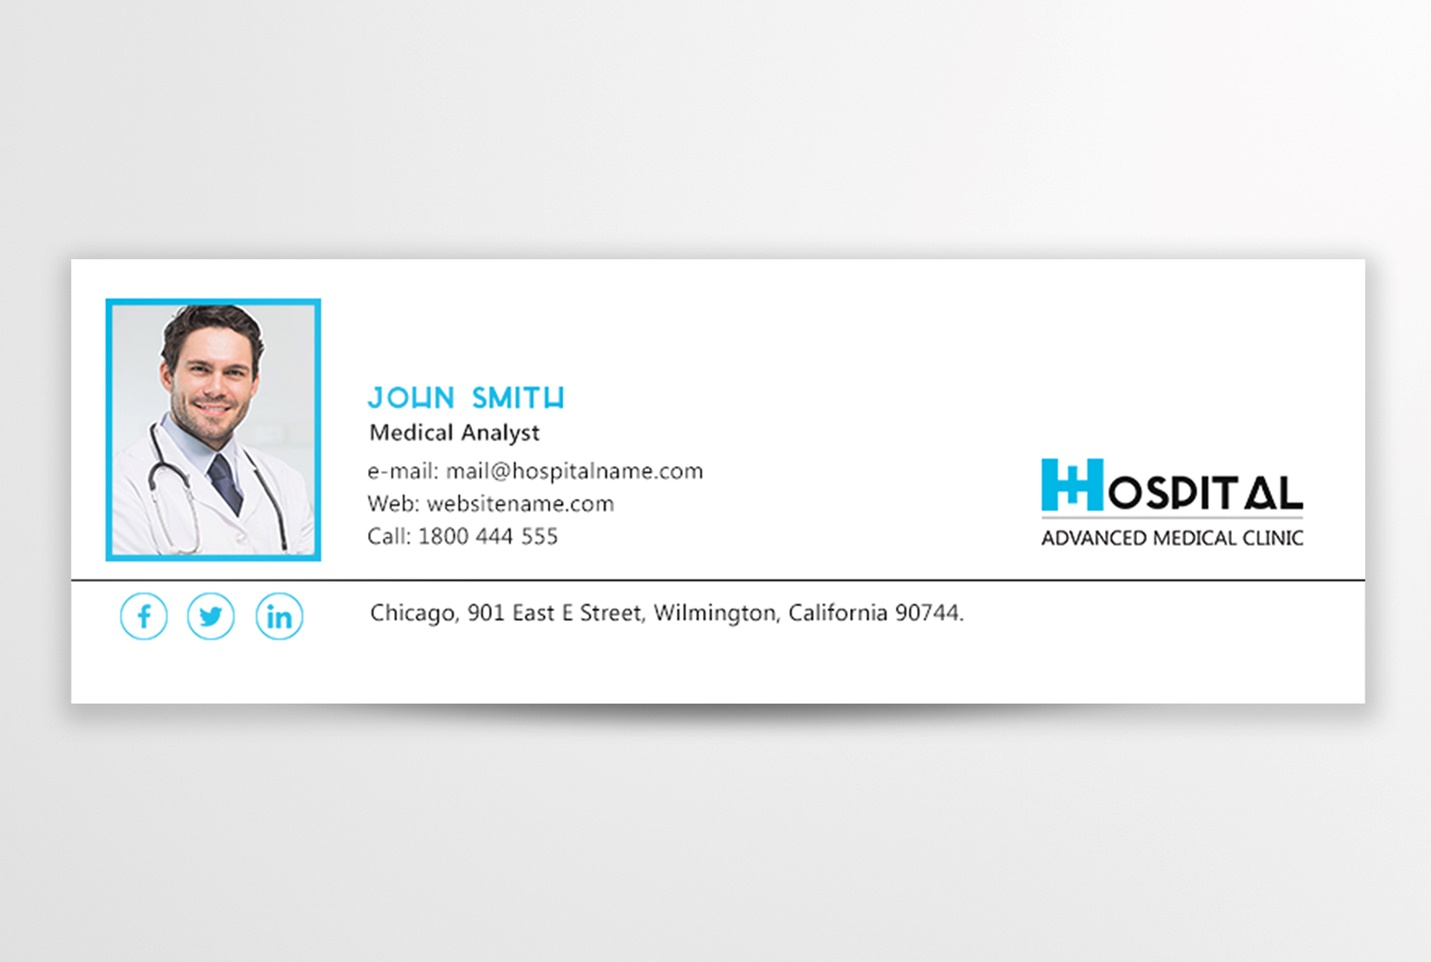 JOHN SMITH
Medical Analyst
e-mail: mail@hospitalname.com
Web: websitename.com
Call: 1800 444 555
HOSPITAL
ADVANCED MEDICAL CLINIC
f in
Chicago, 901 East E Street, Wilmington, California 90744.